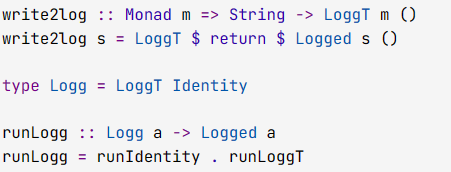 write2log :: Monad m => String -> LoggT m ()
write2log s = LoggT $ return $ Logged s ()
type Logg = LoggT Identity
runLogg :: Logg a -> Logged a
runLogg = runIdentity . runLoggT